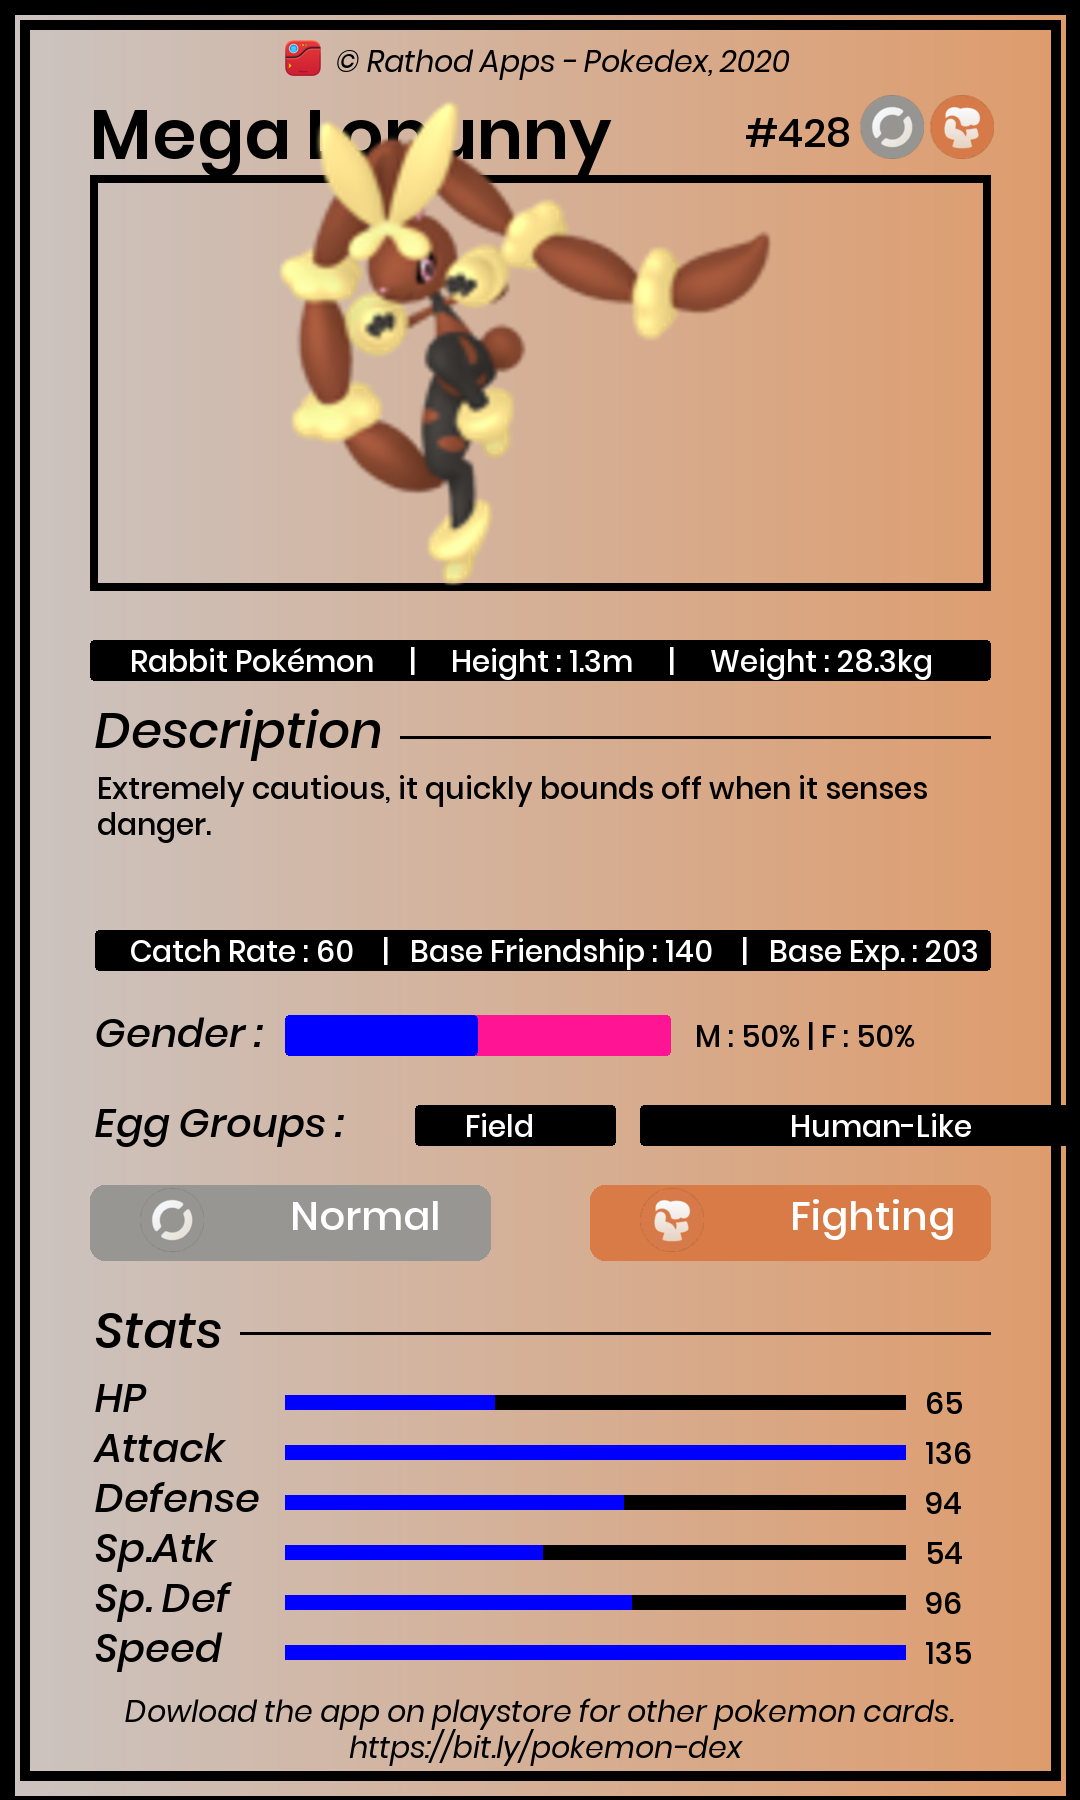 © Rathod Apps - Pokedex, 2020
Mega Lopunny #428
Rabbit Pokémon | Height : 1.3m | Weight : 28.3kg
Description
Extremely cautious, it quickly bounds off when it senses
danger.
Catch Rate : 60 | Base Friendship : 140 | Base Exp. : 203
Gender : M : 50% | F : 50%
Egg Groups : Field Human-Like
Normal Fighting
Stats
HP 65
Attack 136
Defense 94
Sp.Atk 54
Sp. Def 96
Speed 135
Dowload the app on playstore for other pokemon cards.
https://bit.ly/pokemon-dex